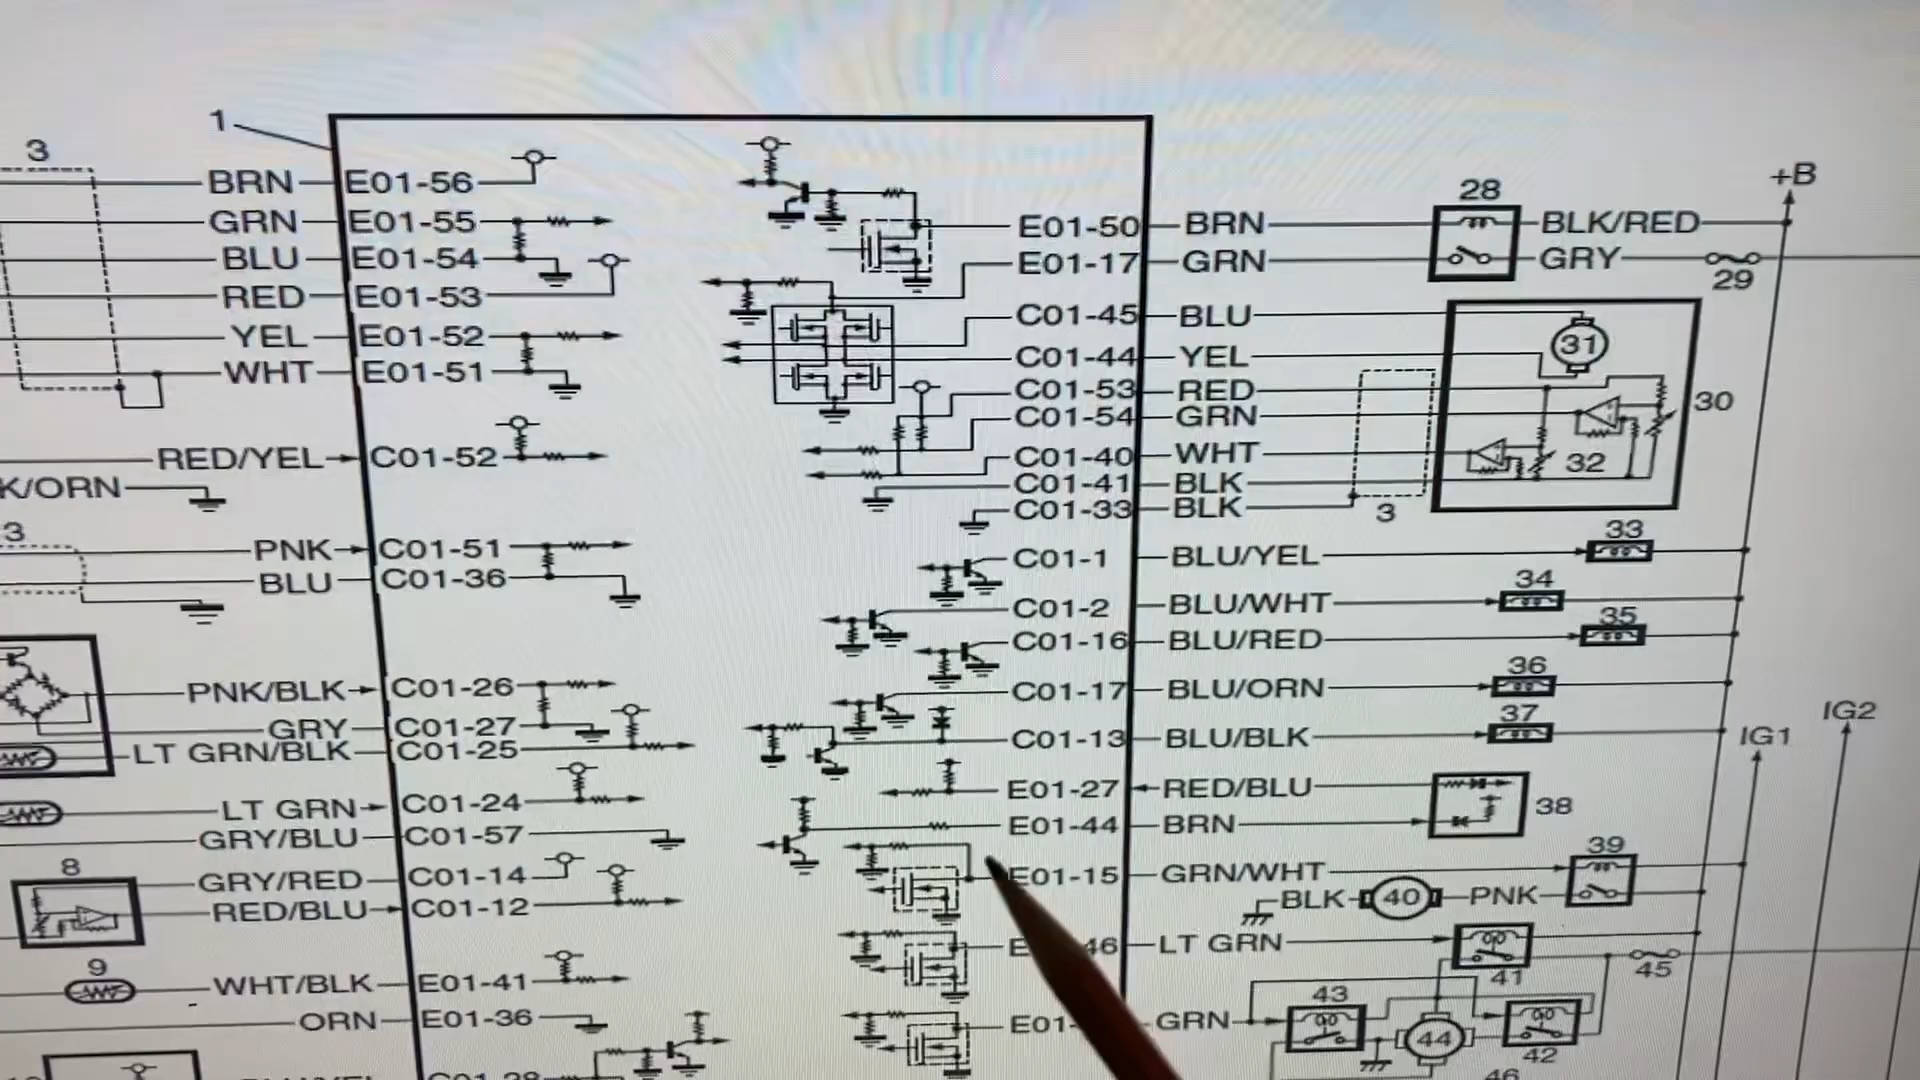 1
3
BRN E01-56
GRN E01-55
BLU E01-54
RED E01-53
YEL E01-52
WHT E01-51
RED/YEL C01-52
K/ORN
3
PNK C01-51
BLU C01-36
PNK/BLK C01-26
GRY C01-27
LT GRN/BLK C01-25
LT GRN C01-24
GRY/BLU C01-57
8
GRY/RED C01-14
RED/BLU C01-12
9
WHT/BLK E01-41
ORN E01-36
E01-50 BRN 28 BLK/RED +B
E01-17 GRN GRY 29
C01-45 BLU 31
C01-44 YEL
C01-53 RED 30
C01-54 GRN
C01-40 WHT 32
C01-41 BLK
C01-33 BLK 3
C01-1 BLU/YEL 33
C01-2 BLU/WHT 34
C01-16 BLU/RED 35
C01-17 BLU/ORN 36
C01-13 BLU/BLK 37
IG1 IG2
E01-27 RED/BLU 38
E01-44 BRN
E01-15 GRN/WHT 39
BLK 40 PNK
46 LT GRN 41 45
E01- GRN 43 44 42
46